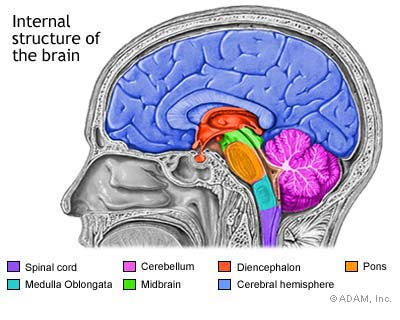 Internal
structure of
the brain
Spinal cord
Cerebellum
Diencephalon
Pons
Medulla Oblongata
Midbrain
Cerebral hemisphere
© ADAM, Inc.